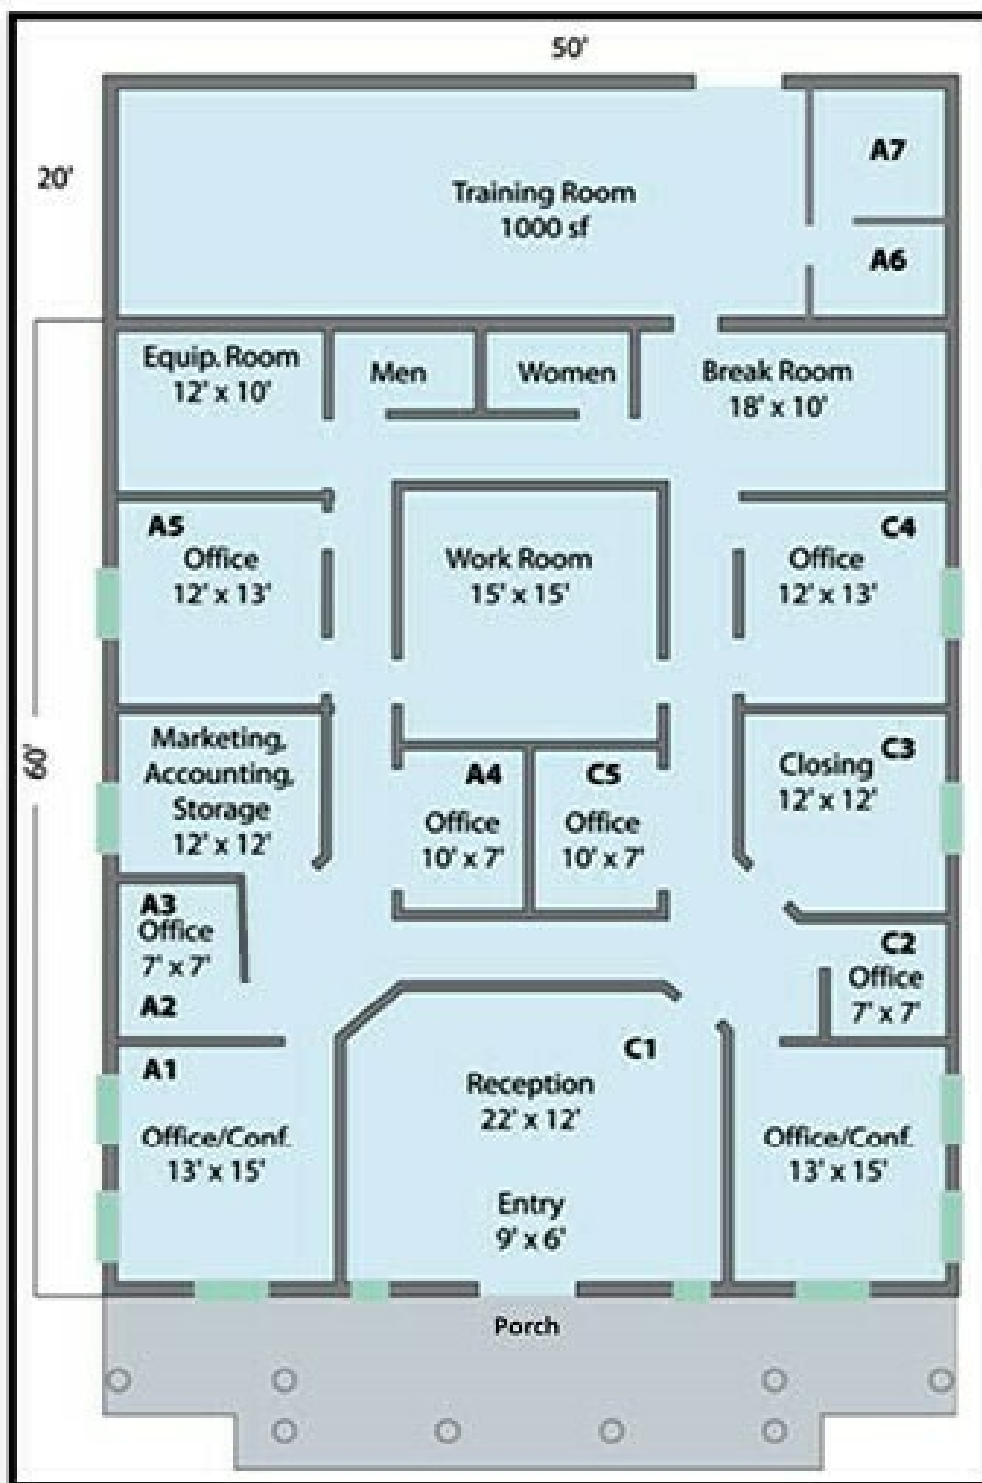 50'
20'
A7
Training Room
1000 sf
A6
Equip. Room
12' x 10'
Men
Women
Break Room
18' x 10'
A5
Office
12' x 13'
Work Room
15' x 15'
C4
Office
12' x 13'
60'
Marketing,
Accounting,
Storage
12' x 12'
A4
Office
10' x 7'
C5
Office
10' x 7'
C3
Closing
12' x 12'
A3
Office
7' x 7'
A2
C2
Office
7' x 7'
A1
Office/Conf.
13' x 15'
C1
Reception
22' x 12'
Entry
9' x 6'
Office/Conf.
13' x 15'
Porch